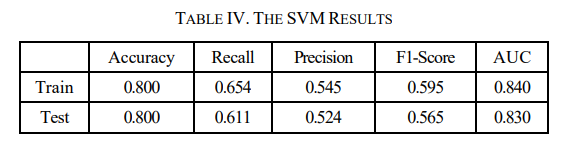 TABLE IV. THE SVM RESULTS
Accuracy Recall Precision F1-Score AUC
Train 0.800 0.654 0.545 0.595 0.840
Test 0.800 0.611 0.524 0.565 0.830